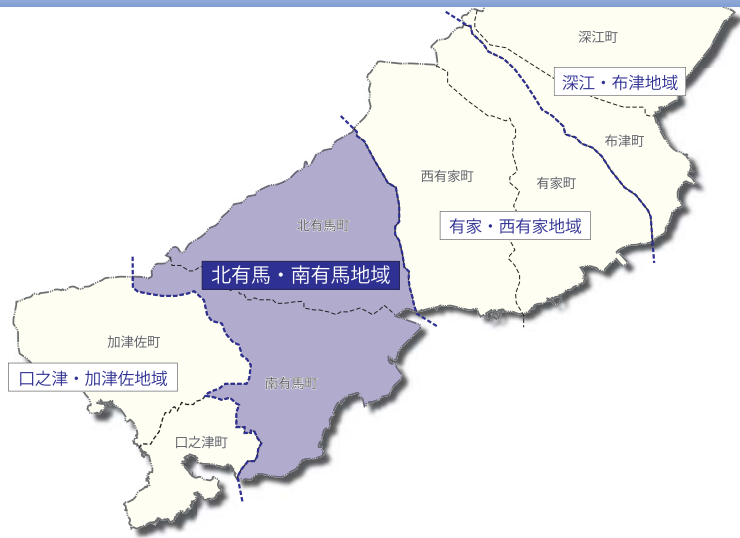 深江町
深江・布津地域
布津町
西有家町
有家町
有家・西有家地域
北有馬町
北有馬・南有馬地域
加津佐町
口之津・加津佐地域
南有馬町
口之津町